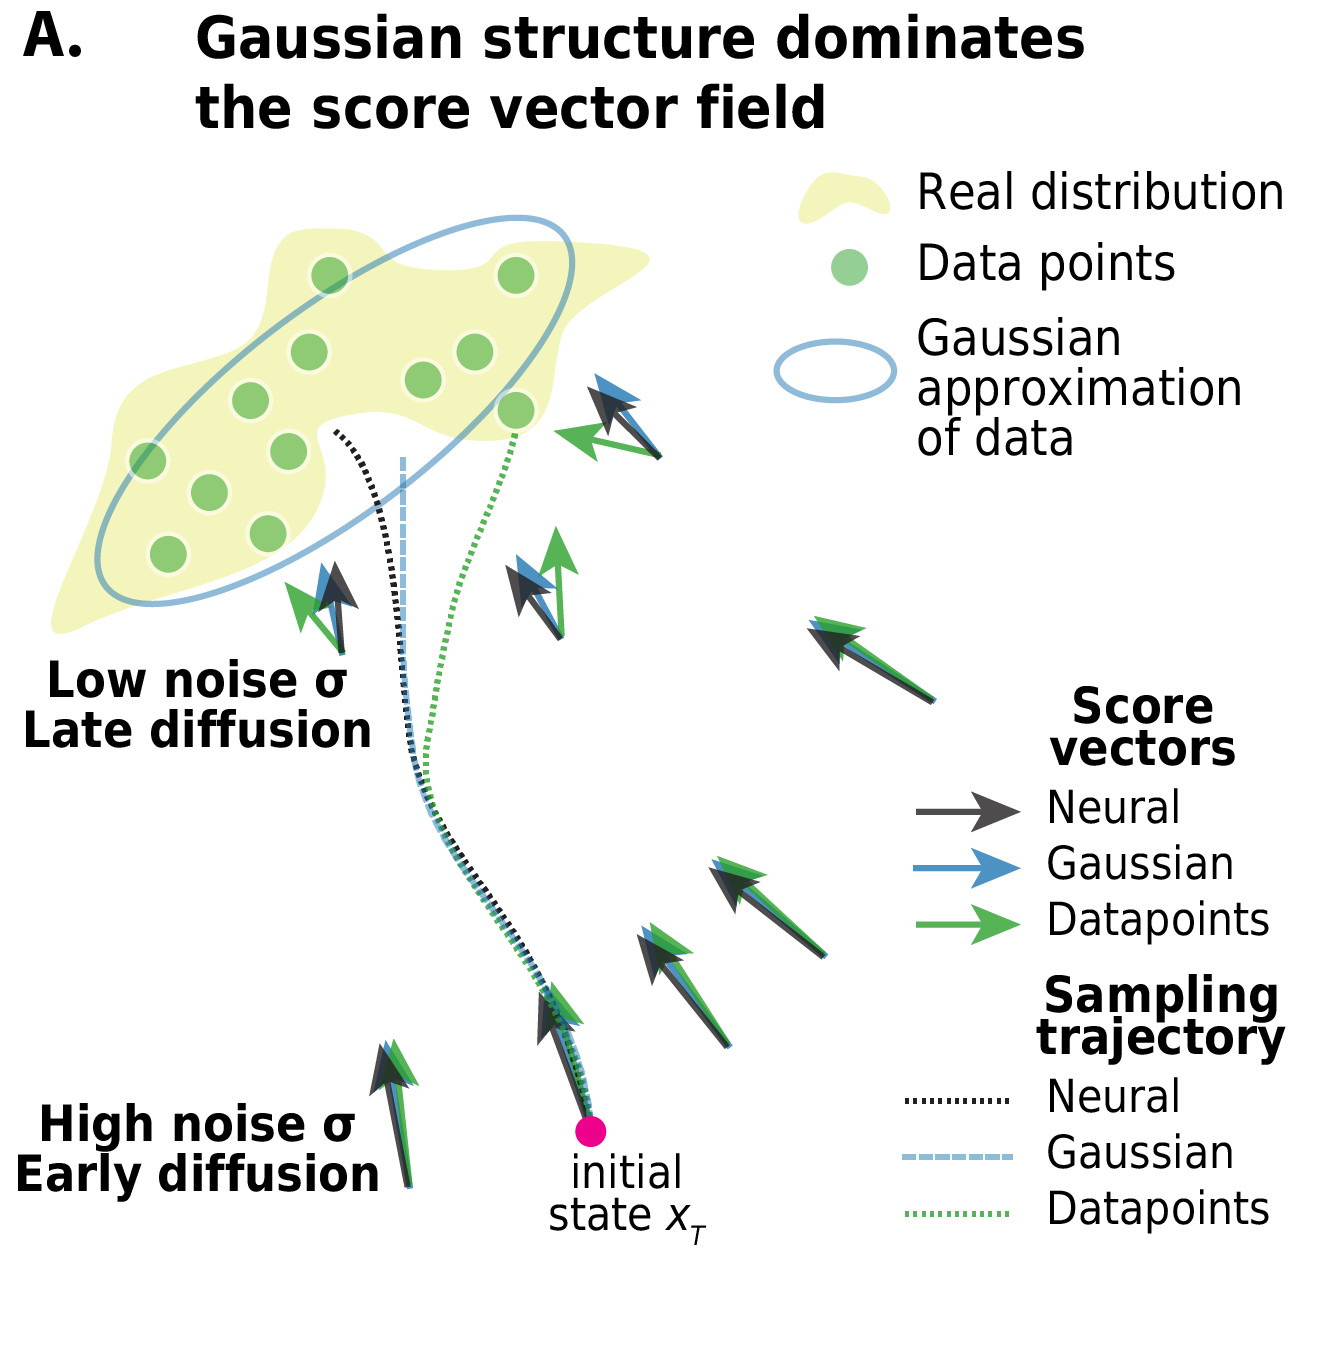 A.
Gaussian structure dominates
the score vector field
Real distribution
Data points
Gaussian
approximation
of data
Low noise σ
Late diffusion
Score
vectors
Neural
Gaussian
Datapoints
Sampling
trajectory
Neural
Gaussian
Datapoints
High noise σ
Early diffusion
initial
state x_T